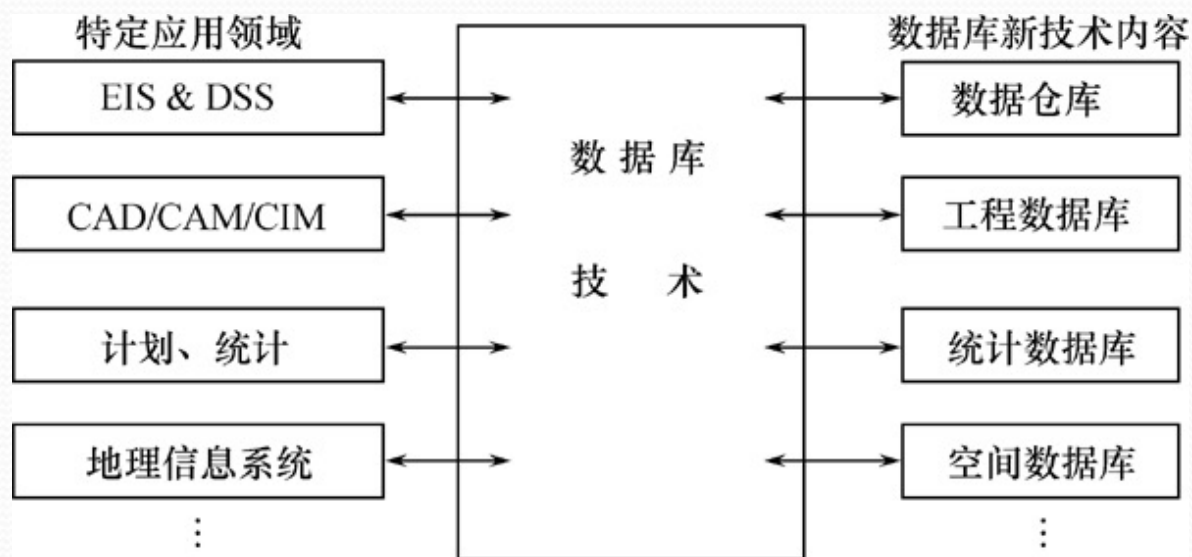 特定应用领域
数据库新技术内容
EIS & DSS
数据仓库
数据库
CAD/CAM/CIM
工程数据库
技 术
计划、统计
统计数据库
地理信息系统
空间数据库
⋮
⋮